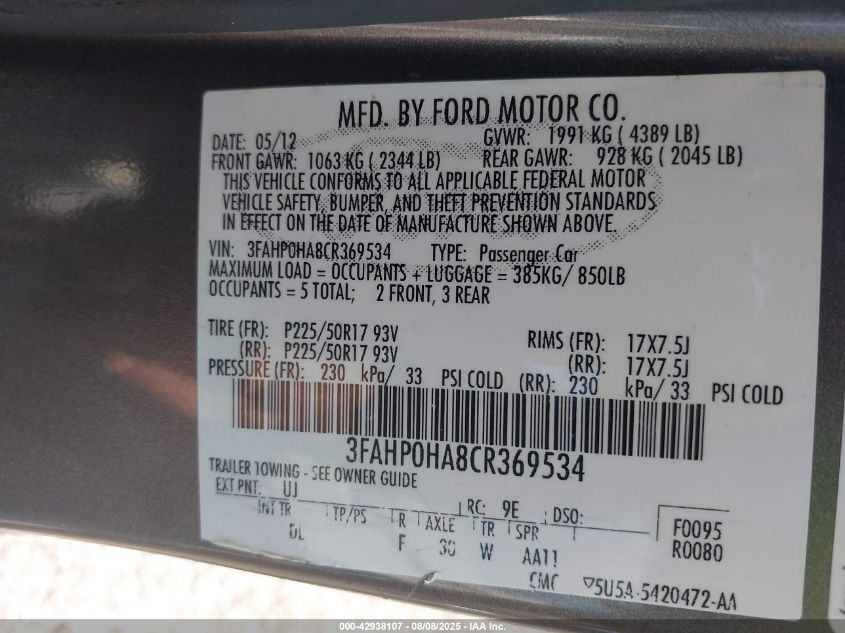 MFD. BY FORD MOTOR CO.
DATE: 05/12 GVWR: 1991 KG ( 4389 LB)
FRONT GAWR: 1063 KG ( 2344 LB) REAR GAWR: 928 KG ( 2045 LB)
THIS VEHICLE CONFORMS TO ALL APPLICABLE FEDERAL MOTOR
VEHICLE SAFETY, BUMPER, AND THEFT PREVENTION STANDARDS
IN EFFECT ON THE DATE OF MANUFACTURE SHOWN ABOVE.
VIN: 3FAHP0HA8CR369534 TYPE: Passenger Car
MAXIMUM LOAD = OCCUPANTS + LUGGAGE = 385KG/ 850LB
OCCUPANTS = 5 TOTAL; 2 FRONT, 3 REAR
TIRE (FR): P225/50R17 93V RIMS (FR): 17X7.5J
(RR): P225/50R17 93V (RR): 17X7.5J
PRESSURE (FR): 230 kPa/ 33 PSI COLD (RR): 230 kPa/ 33 PSI COLD
3FAHP0HA8CR369534
TRAILER TOWING - SEE OWNER GUIDE
EXT PNT: UJ RC: 9E DSO: F0095
INT TR TP/PS R AXLE TR SPR R0080
DL F 30 W AA11
CMC 5U5A-5420472-AA
000-42938107 - 08/08/2025 - IAA Inc.